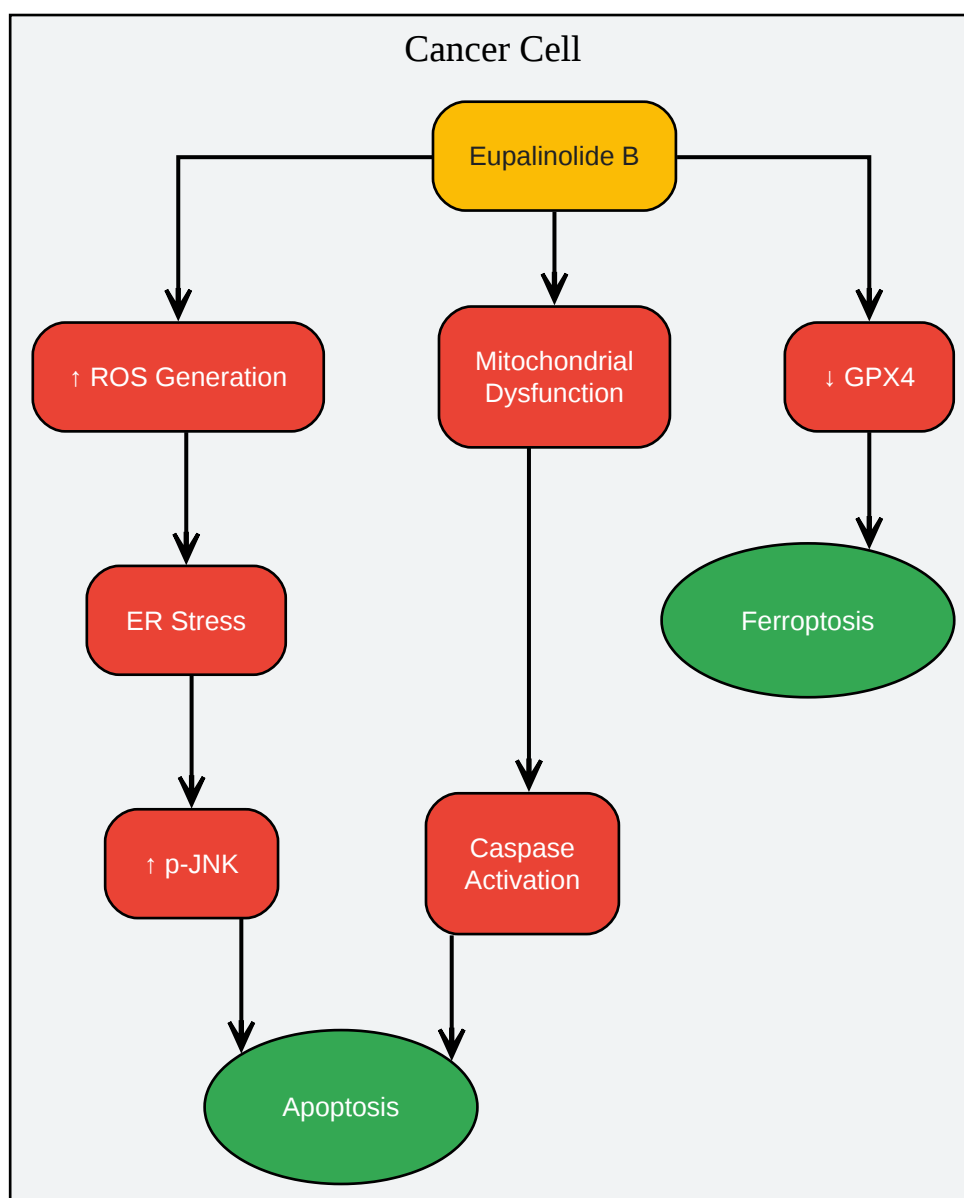 Cancer Cell
Eupalinolide B
↑ ROS Generation
Mitochondrial
Dysfunction
↓ GPX4
ER Stress
Ferroptosis
↑ p-JNK
Caspase
Activation
Apoptosis